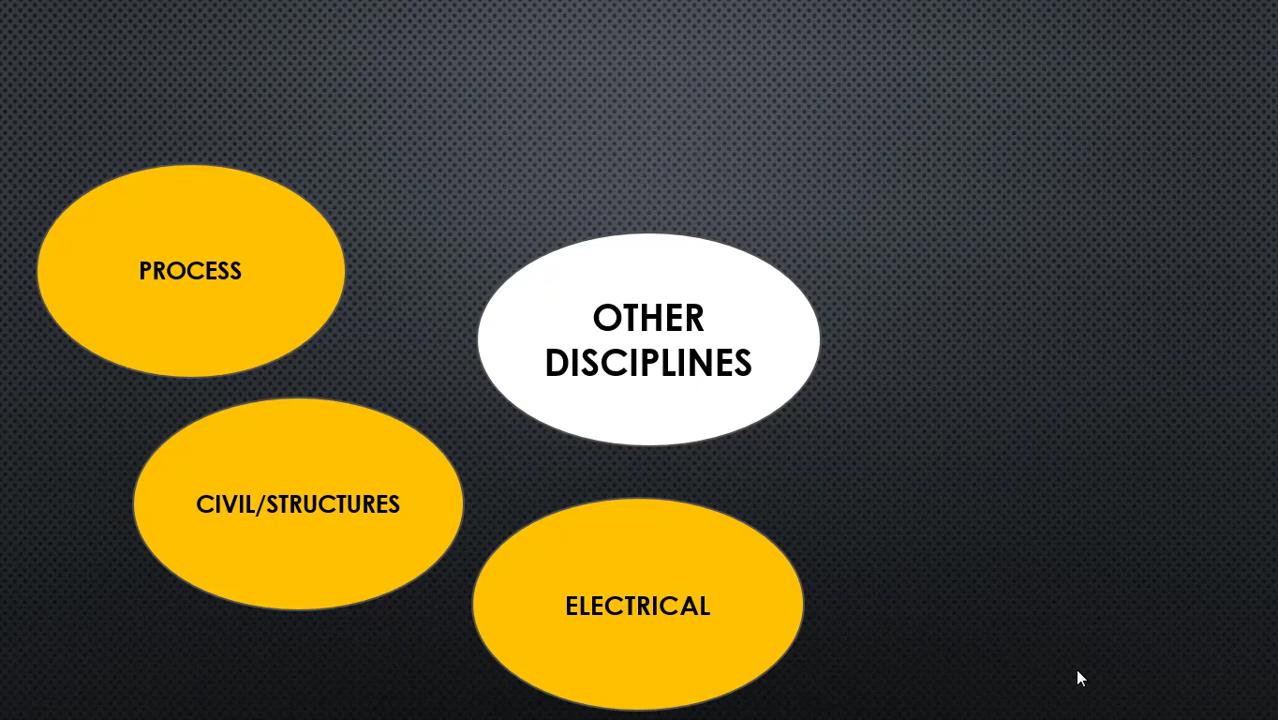 PROCESS
OTHER
DISCIPLINES
CIVIL/STRUCTURES
ELECTRICAL